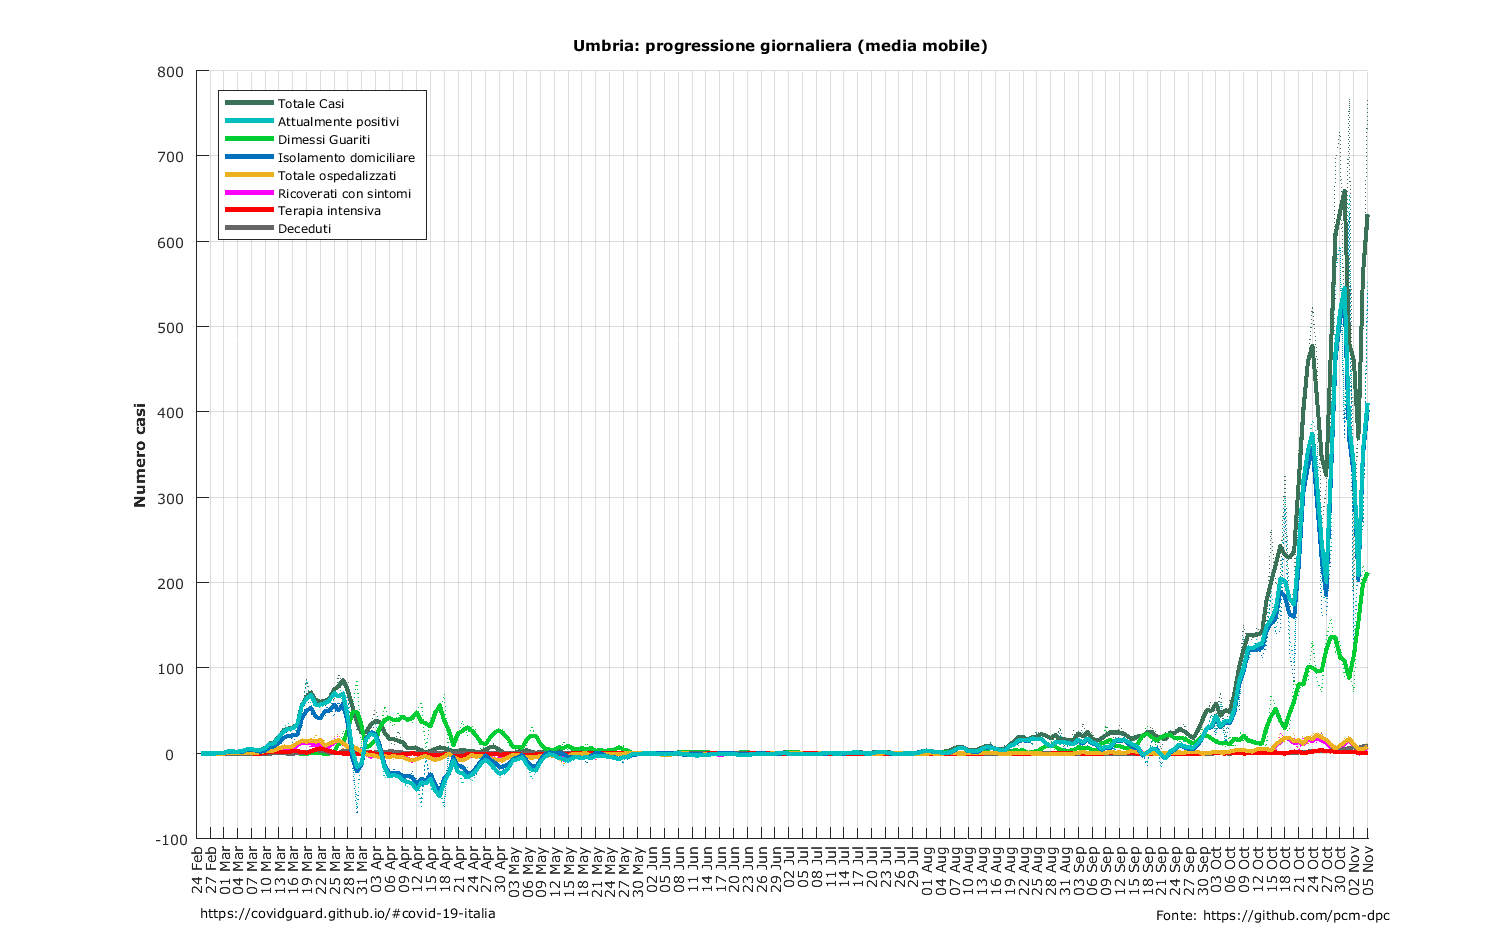 Umbria: progressione giornaliera (media mobile)
800
700
600
500
400
300
200
100
0
-100
Numero casi
Totale Casi
Attualmente positivi
Dimessi Guariti
Isolamento domiciliare
Totale ospedalizzati
Ricoverati con sintomi
Terapia intensiva
Deceduti
24 Feb
27 Feb
01 Mar
04 Mar
07 Mar
10 Mar
13 Mar
16 Mar
19 Mar
22 Mar
25 Mar
28 Mar
31 Mar
03 Apr
06 Apr
09 Apr
12 Apr
15 Apr
18 Apr
21 Apr
24 Apr
27 Apr
30 Apr
03 May
06 May
09 May
12 May
15 May
18 May
21 May
24 May
27 May
30 May
02 Jun
05 Jun
08 Jun
11 Jun
14 Jun
17 Jun
20 Jun
23 Jun
26 Jun
29 Jun
02 Jul
05 Jul
08 Jul
11 Jul
14 Jul
17 Jul
20 Jul
23 Jul
26 Jul
29 Jul
01 Aug
04 Aug
07 Aug
10 Aug
13 Aug
16 Aug
19 Aug
22 Aug
25 Aug
28 Aug
31 Aug
03 Sep
06 Sep
09 Sep
12 Sep
15 Sep
18 Sep
21 Sep
24 Sep
27 Sep
30 Sep
03 Oct
06 Oct
09 Oct
12 Oct
15 Oct
18 Oct
21 Oct
24 Oct
27 Oct
30 Oct
02 Nov
05 Nov
https://covidguard.github.io/#covid-19-italia
Fonte: https://github.com/pcm-dpc